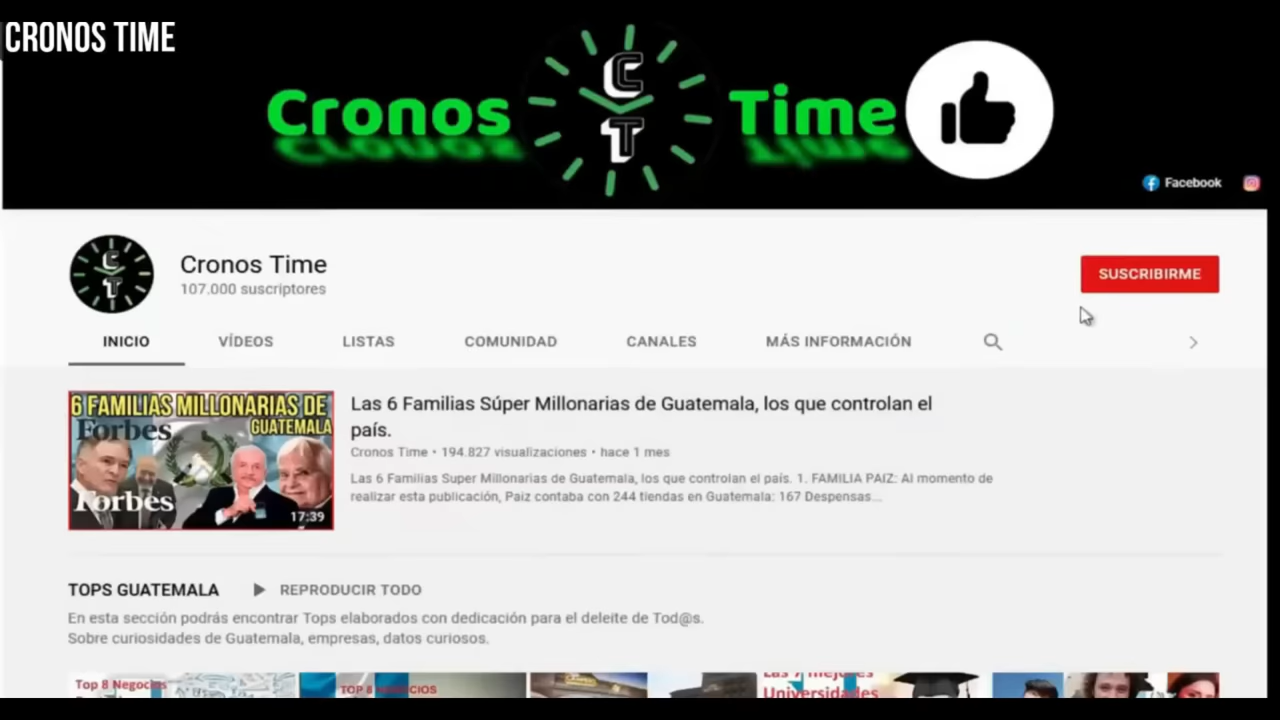 CRONOS TIME
Cronos CT Time
Facebook
Cronos Time
107.000 suscriptores
SUSCRIBIRME
INICIO VÍDEOS LISTAS COMUNIDAD CANALES MÁS INFORMACIÓN
6 FAMILIAS MILLONARIAS DE
GUATEMALA
Forbes
Forbes
17:39
Las 6 Familias Súper Millonarias de Guatemala, los que controlan el
país.
Cronos Time • 194.827 visualizaciones • hace 1 mes
Las 6 Familias Super Millonarias de Guatemala, los que controlan el país. 1. FAMILIA PAIZ: Al momento de
realizar esta publicación, Paiz contaba con 244 tiendas en Guatemala: 167 Despensas...
TOPS GUATEMALA REPRODUCIR TODO
En esta sección podrás encontrar Tops elaborados con dedicación para el deleite de Tod@s.
Sobre curiosidades de Guatemala, empresas, datos curiosos.
Top 8 Negocios
TOP 8 NEGOCIOS
Las 7 mejores
Universidades